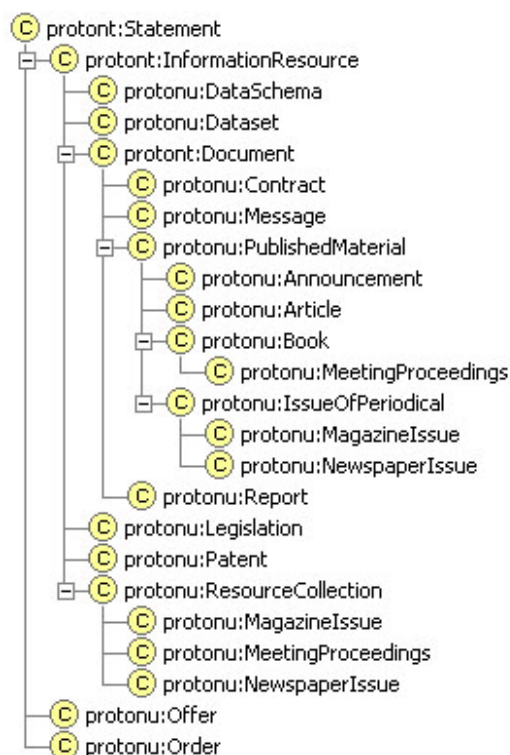 C protont:Statement
C protont:InformationResource
C protonu:DataSchema
C protonu:Dataset
C protont:Document
C protonu:Contract
C protonu:Message
C protonu:PublishedMaterial
C protonu:Announcement
C protonu:Article
C protonu:Book
C protonu:MeetingProceedings
C protonu:IssueOfPeriodical
C protonu:MagazineIssue
C protonu:NewspaperIssue
C protonu:Report
C protonu:Legislation
C protonu:Patent
C protonu:ResourceCollection
C protonu:MagazineIssue
C protonu:MeetingProceedings
C protonu:NewspaperIssue
C protonu:Offer
C protonu:Order